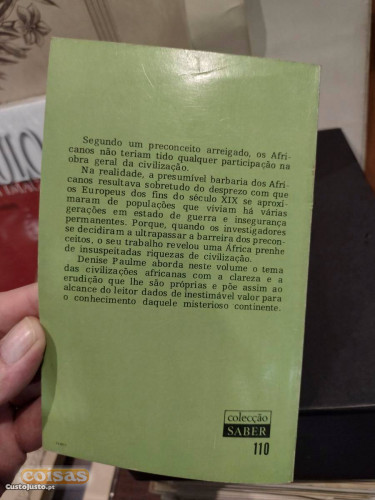 Segundo um preconceito arreigado, os Afri-
canos não teriam tido qualquer participação na
obra geral da civilização.
Na realidade, a presumível barbaria dos Afri-
canos resultava sobretudo do desprezo com que
os Europeus dos fins do século XIX se aproxi-
maram de populações que viviam há várias
gerações em estado de guerra e insegurança
permanentes. Porque, quando os investigadores
se decidiram a ultrapassar a barreira dos precon-
ceitos, o seu trabalho revelou uma África prenhe
de insuspeitadas riquezas de civilização.
Denise Paulme aborda neste volume o tema
das civilizações africanas com a clareza e a
erudição que lhe são próprias e põe assim ao
alcance do leitor dados de inestimável valor para
o conhecimento daquele misterioso continente.
colecção
SABER
110
coisas
CustoJusto.pt